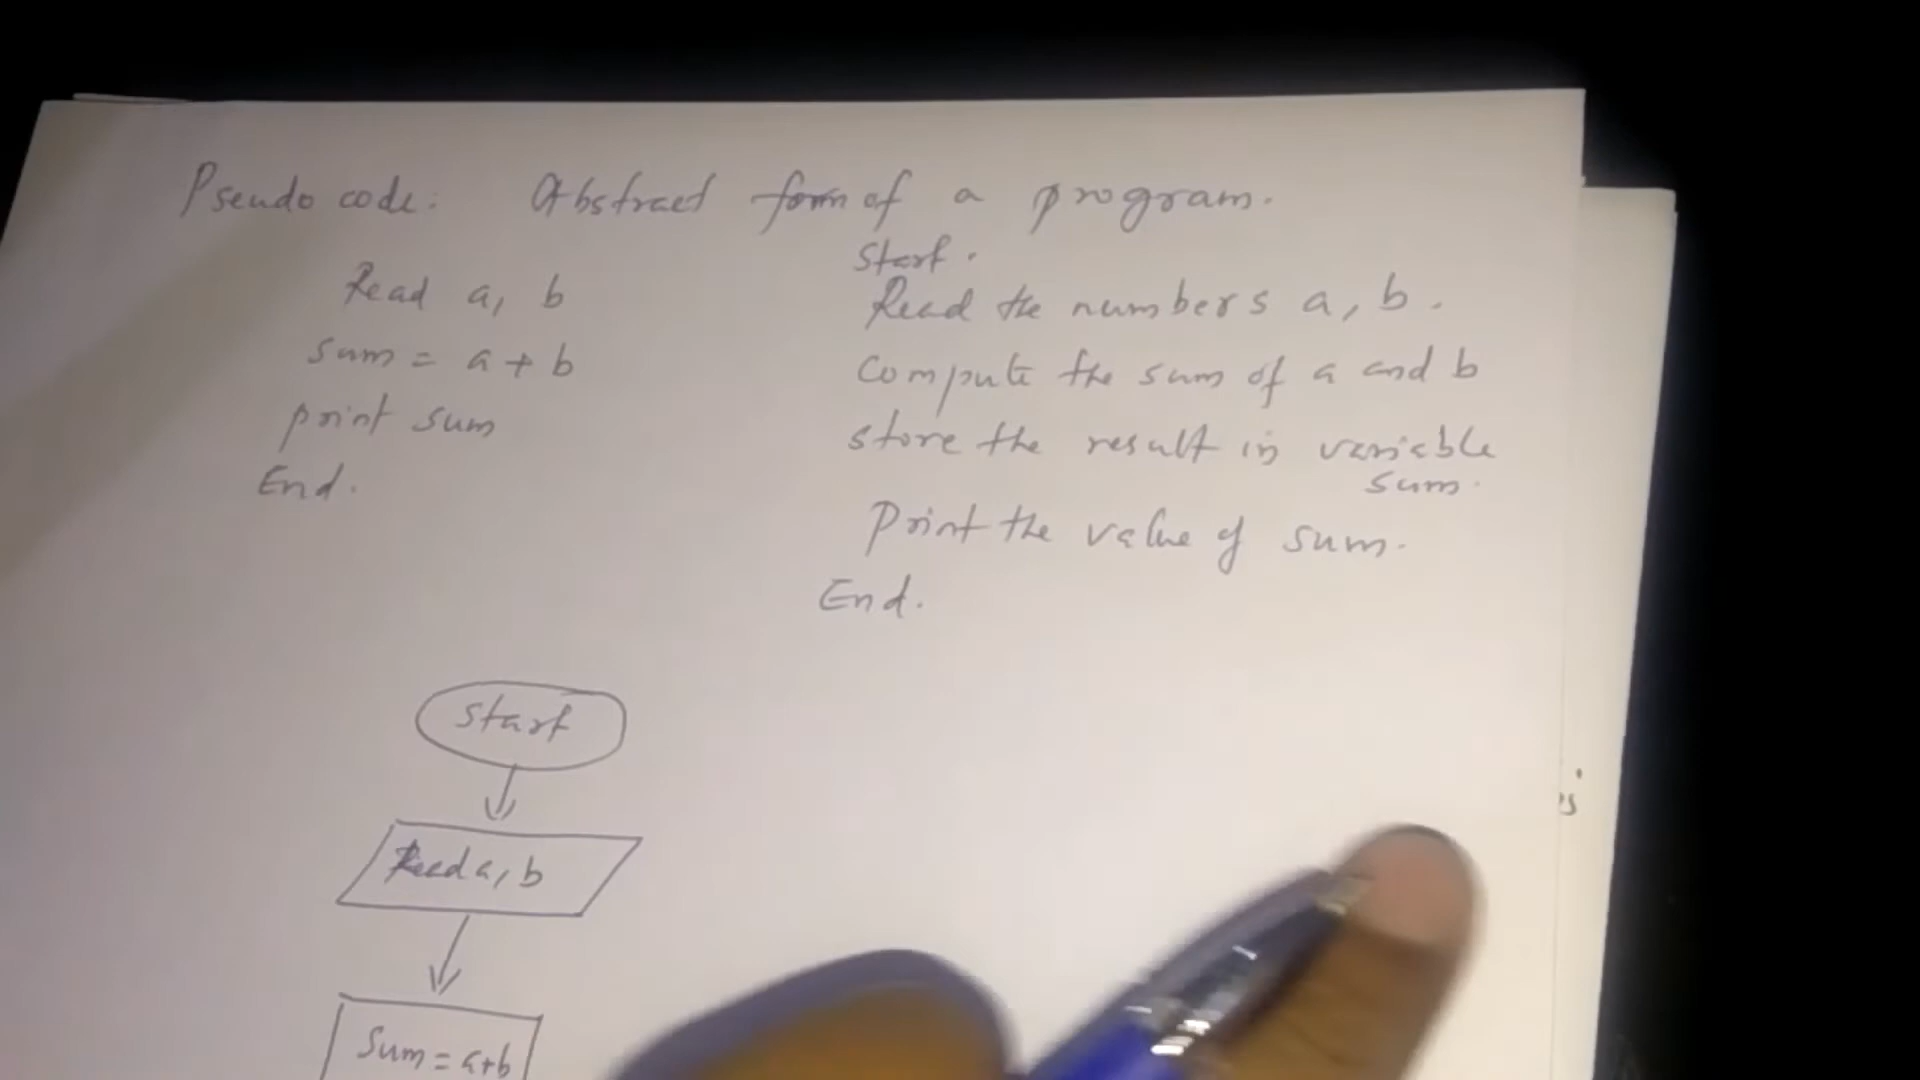 Pseudo code: Abstract form of a program.
Read a, b
sum = a + b
print sum
End.
Start.
Read the numbers a, b.
Compute the sum of a and b
store the result in variable
sum.
Print the value of sum.
End.
Start
Read a, b
Sum = a+b